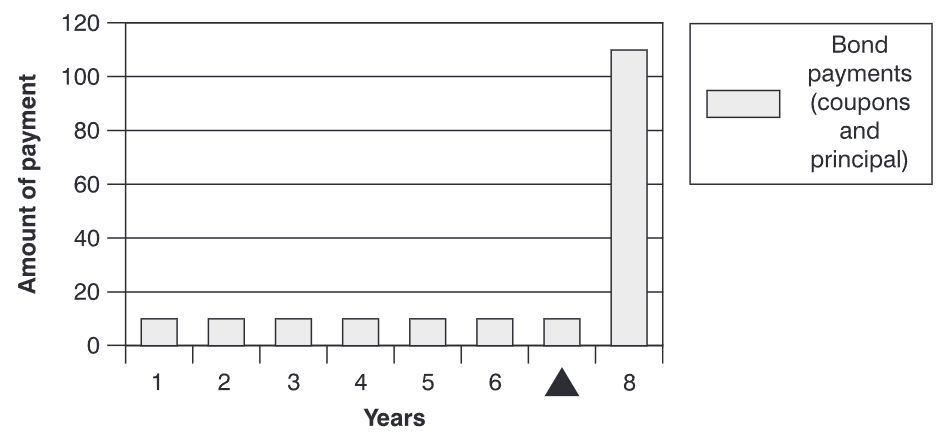 120
100
80
60
40
20
0
Amount of payment
1 2 3 4 5 6 8
Years
Bond
payments
(coupons
and
principal)